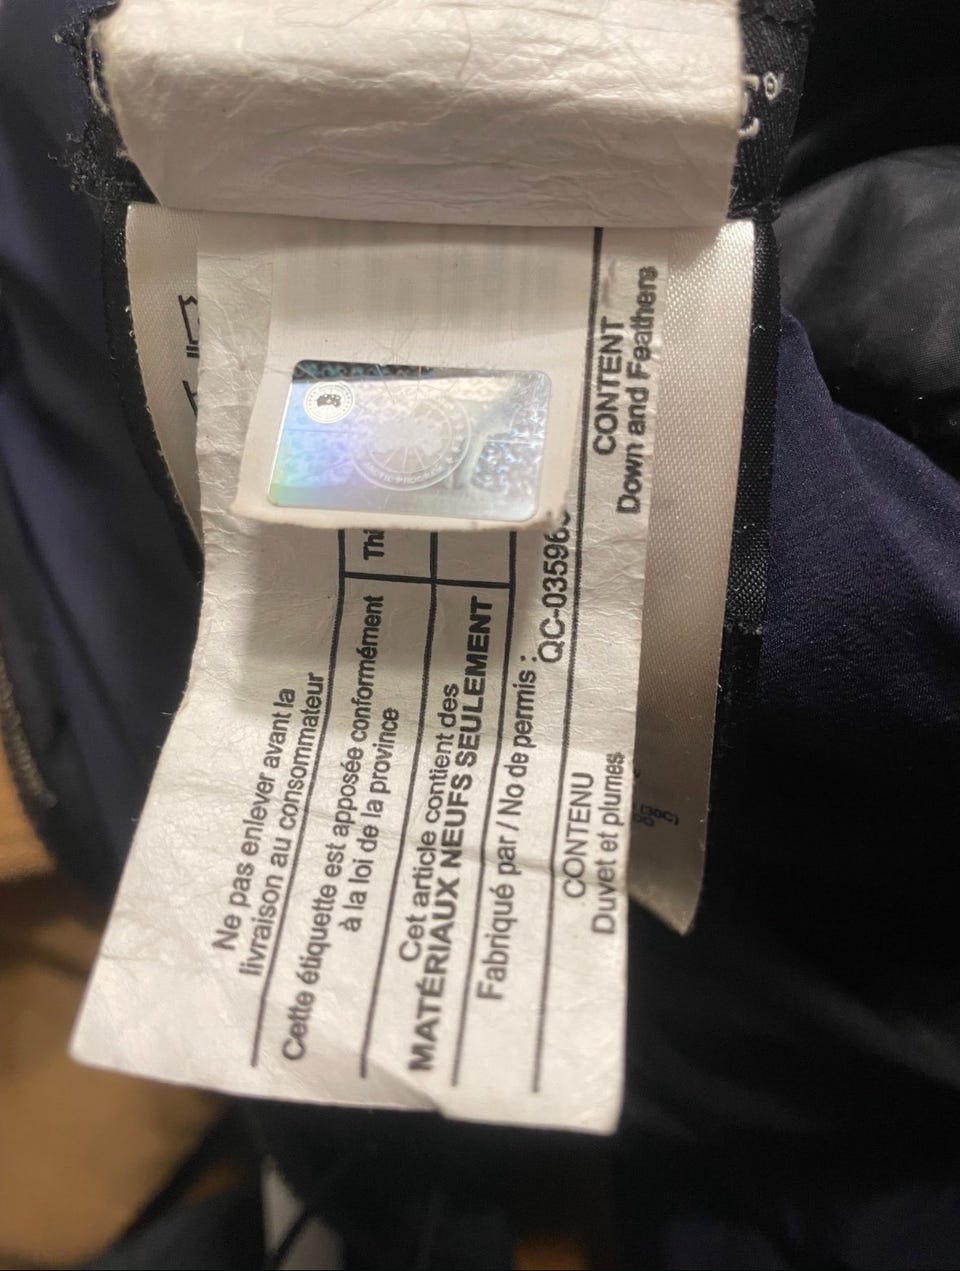 Ne pas enlever avant la
livraison au consommateur
Cette étiquette est apposée conformément
à la loi de la province
Cet article contient des
MATÉRIAUX NEUFS SEULEMENT
Fabriqué par / No de permis :
QC-03596
CONTENU
Duvet et plumes
CONTENT
Down and Feathers